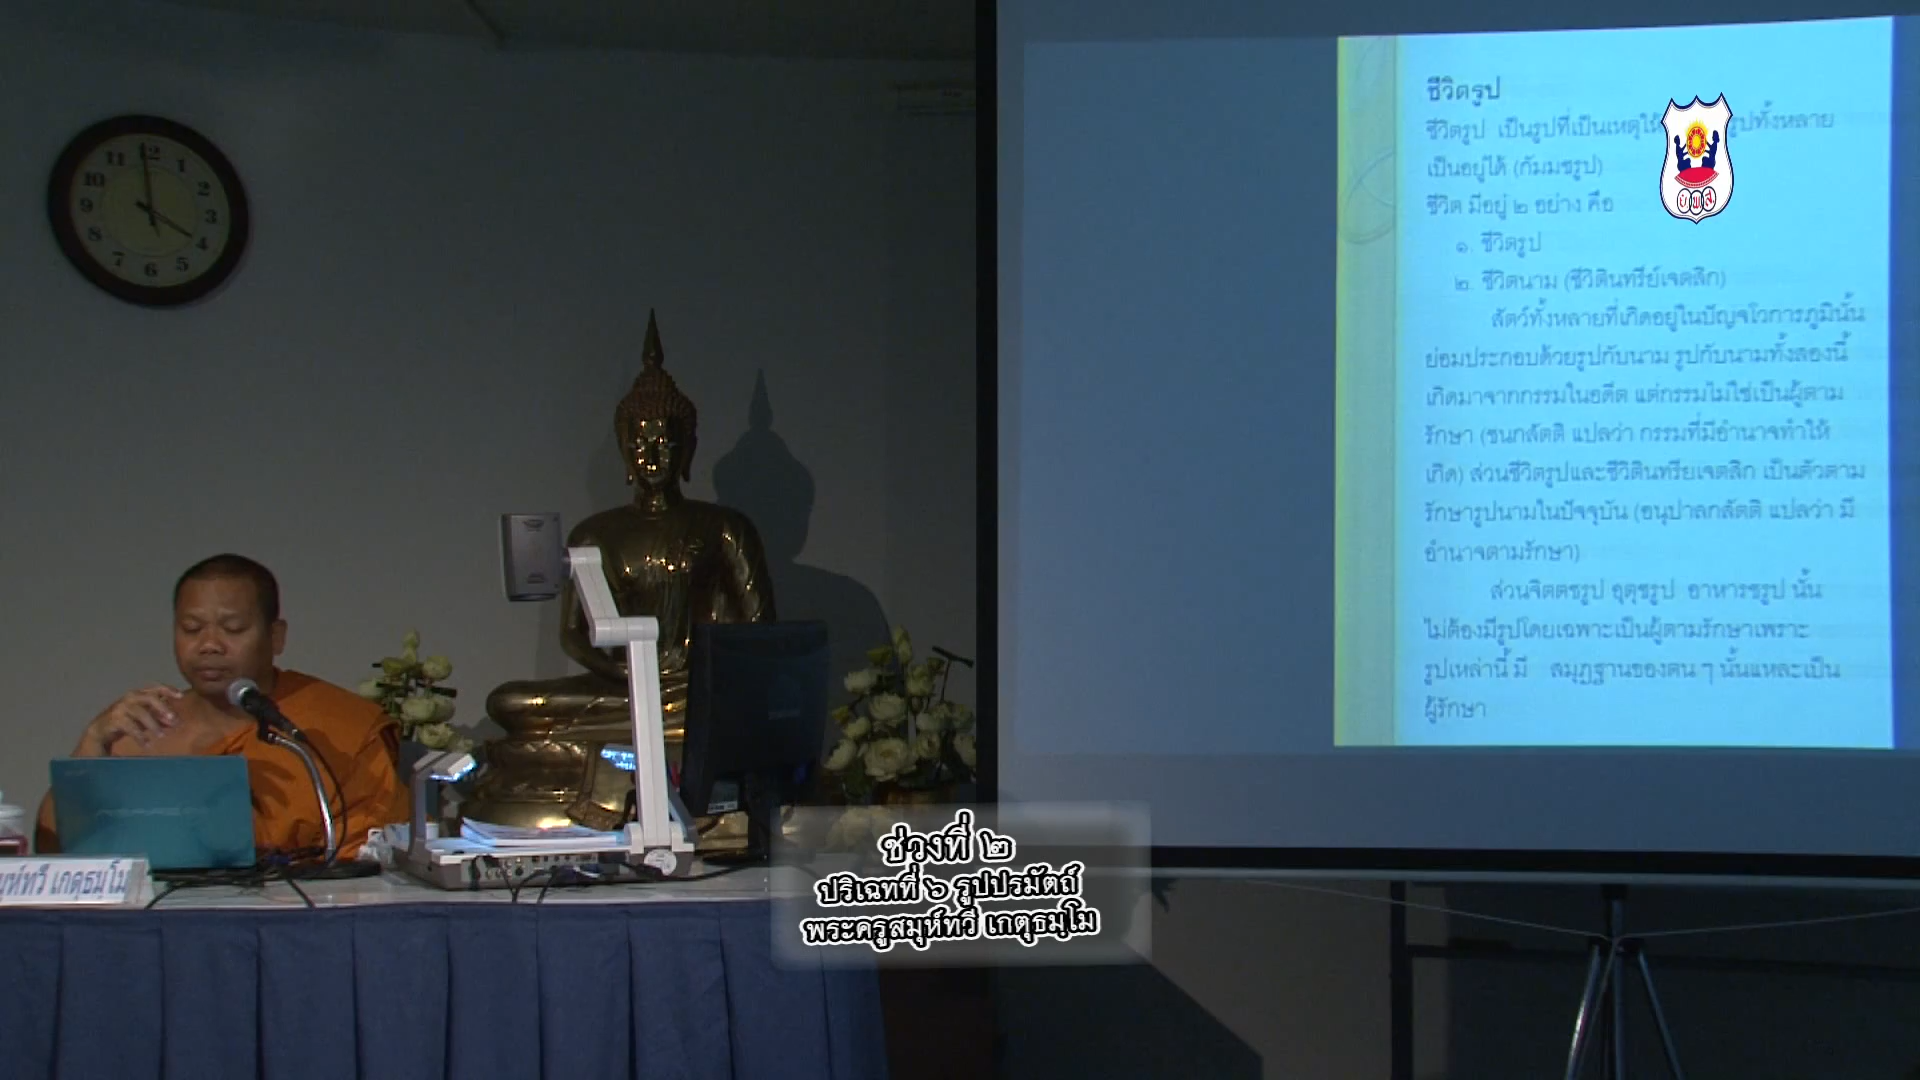 ชีวิตรูป
ชีวิตรูป เป็นรูปที่เป็นเหตุให้ รูปทั้งหลาย
เป็นอยู่ได้ (กัมมชรูป)
ชีวิต มีอยู่ ๒ อย่าง คือ
๑. ชีวิตรูป
๒. ชีวิตนาม (ชีวิตินทรีย์เจตสิก)
สัตว์ทั้งหลายที่เกิดอยู่ในปัญจโวการภูมินั้น
ย่อมประกอบด้วยรูปกับนาม รูปกับนามทั้งสองนี้
เกิดมาจากกรรมในอดีต แต่กรรมไม่ใช่เป็นผู้ตาม
รักษา (ชนกสัตติ แปลว่า กรรมที่มีอำนาจทำให้
เกิด) ส่วนชีวิตรูปและชีวิตินทรียเจตสิก เป็นตัวตาม
รักษารูปนามในปัจจุบัน (อนุปาลกสัตติ แปลว่า มี
อำนาจตามรักษา)
ส่วนจิตตชรูป อุตุชรูป อาหารชรูป นั้น
ไม่ต้องมีรูปโดยเฉพาะเป็นผู้ตามรักษาเพราะ
รูปเหล่านี้ มี สมุฏฐานของตน ๆ นั้นแหละเป็น
ผู้รักษา
บ พ ส
12 1 2 3 4 5 6 7 8 9 10 11
มุห์ทวี เกตุธมฺโม
ช่วงที่ ๒
ปริเฉทที่ ๖ รูปปรมัตถ์
พระครูสมุห์ทวี เกตุธมฺโม